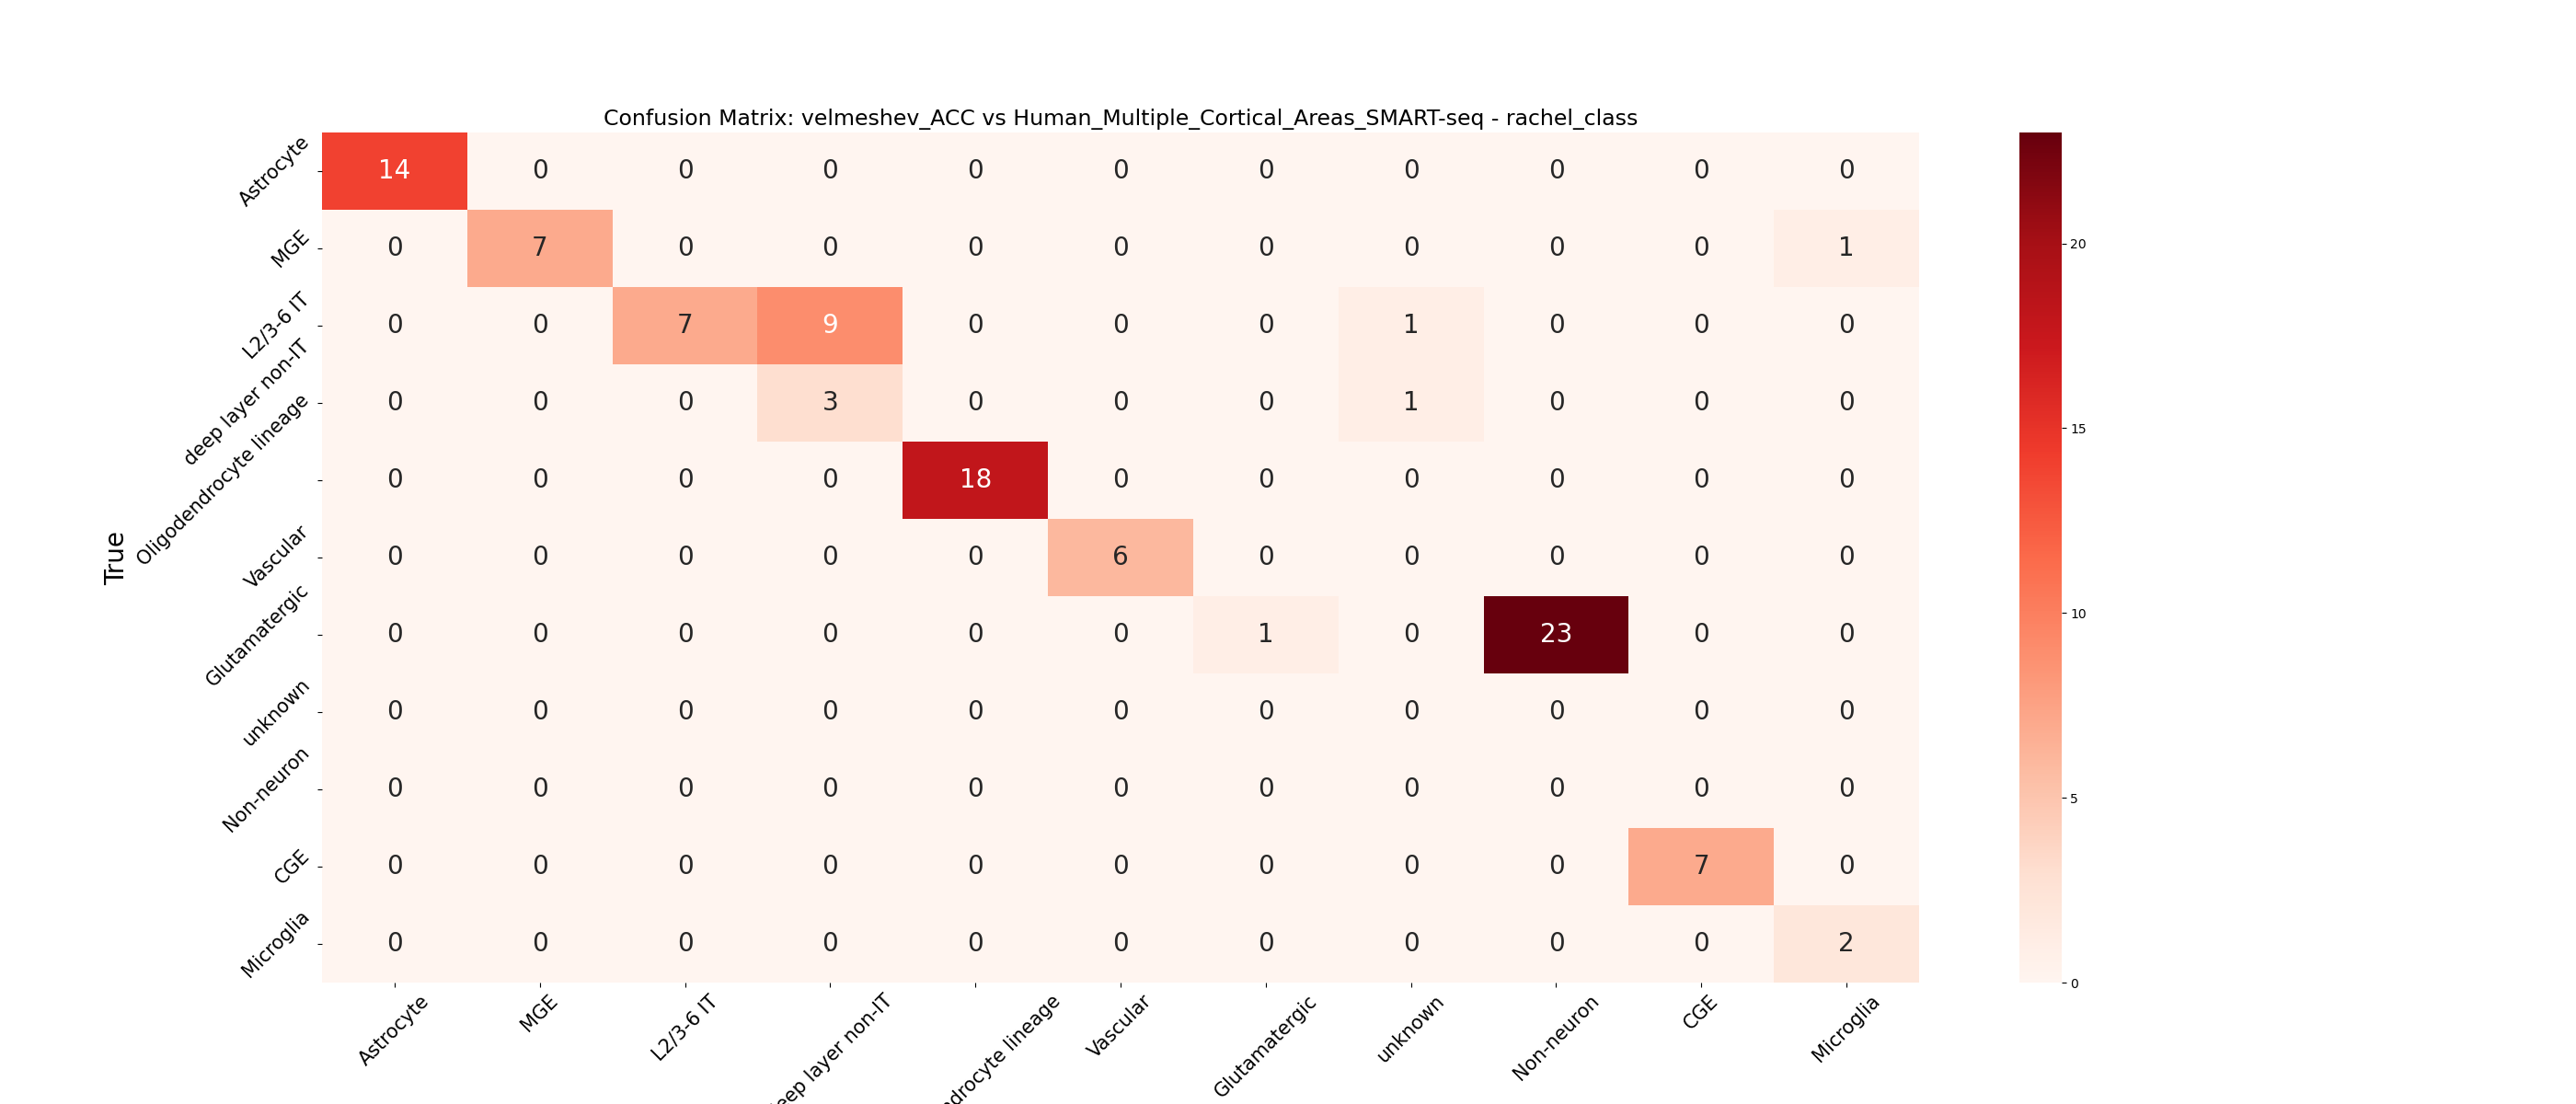 Confusion Matrix: velmeshev_ACC vs Human_Multiple_Cortical_Areas_SMART-seq - rachel_class
True
Astrocyte 14 0 0 0 0 0 0 0 0 0 0
MGE 0 7 0 0 0 0 0 0 0 0 1
L2/3-6 IT 0 0 7 9 0 0 0 1 0 0 0
deep layer non-IT 0 0 0 3 0 0 0 1 0 0 0
Oligodendrocyte lineage 0 0 0 0 18 0 0 0 0 0 0
Vascular 0 0 0 0 0 6 0 0 0 0 0
Glutamatergic 0 0 0 0 0 0 1 0 23 0 0
unknown 0 0 0 0 0 0 0 0 0 0 0
Non-neuron 0 0 0 0 0 0 0 0 0 0 0
CGE 0 0 0 0 0 0 0 0 0 7 0
Microglia 0 0 0 0 0 0 0 0 0 0 2
Astrocyte MGE L2/3-6 IT eep layer non-IT drocyte lineage Vascular Glutamatergic unknown Non-neuron CGE Microglia
20
15
10
5
0